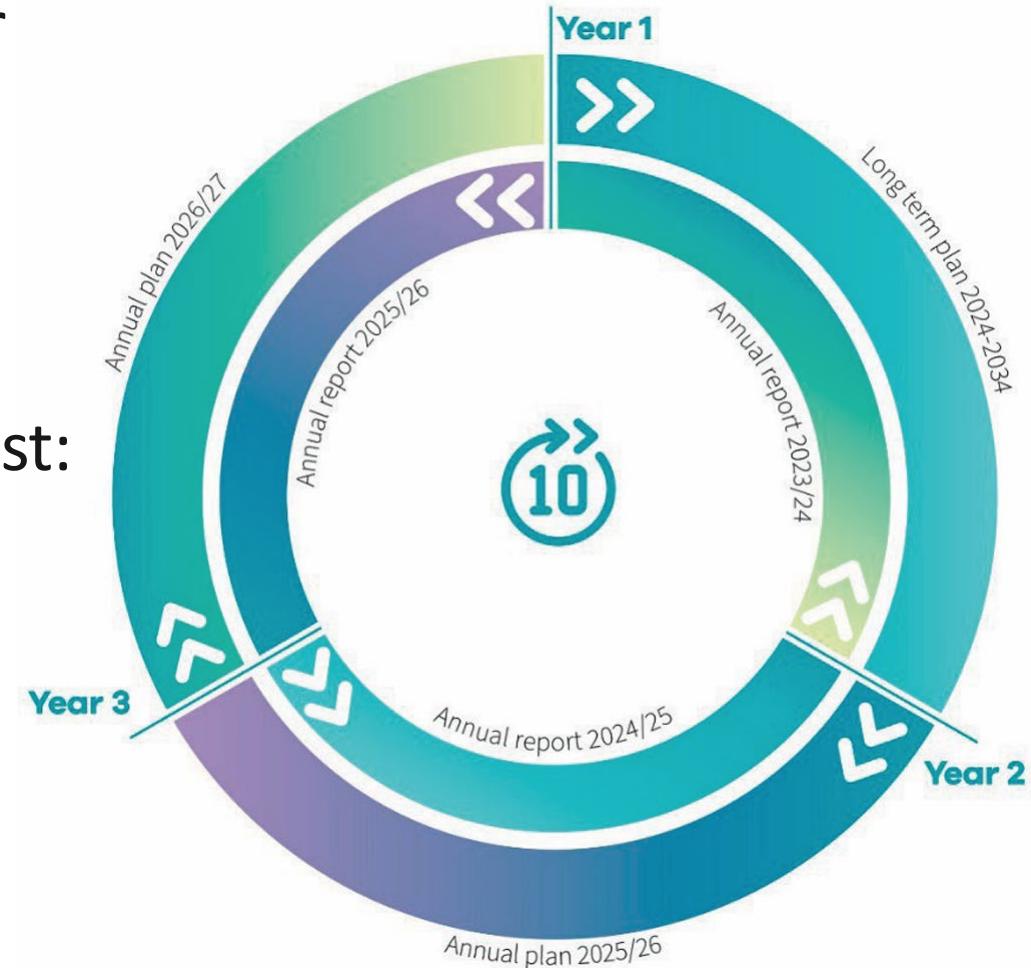 Year 1
Long term plan 2024-2034
Annual plan 2026/27
Annual report 2025/26
Annual report 2023/24
st:
10
Year 3
Annual report 2024/25
Year 2
Annual plan 2025/26